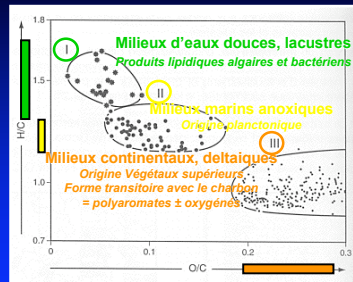 1.8
I
Milieux d'eaux douces, lacustres
Produits lipidiques algaires et bactériens
1.5
II
H/C
Milieux marins anoxiques
Origine planctonique
III
Milieux continentaux, deltaiques
Origine Végétaux supérieurs
1.0
Forme transitoire avec le charbon
= polyaromates ± oxygénés
0.7
0 0.1 0.2 0.3
O/C